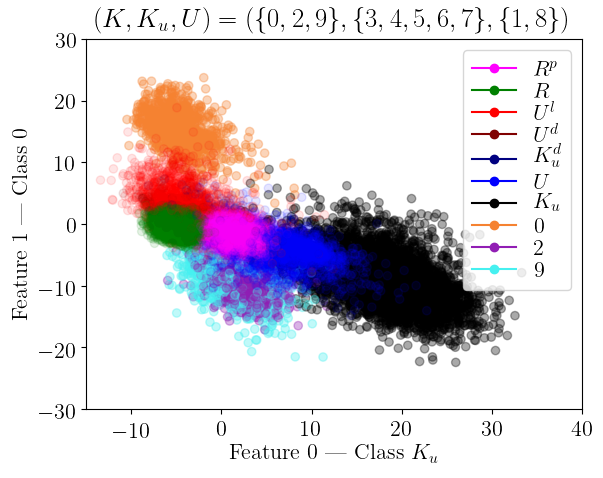 (K, K_u, U) = ({0, 2, 9}, {3, 4, 5, 6, 7}, {1, 8})
30
20
10
0
−10
−20
−30
Feature 1 — Class 0
R^p
R
U^l
U^d
K_u^d
U
K_u
0
2
9
−10
0
10
20
30
40
Feature 0 — Class K_u